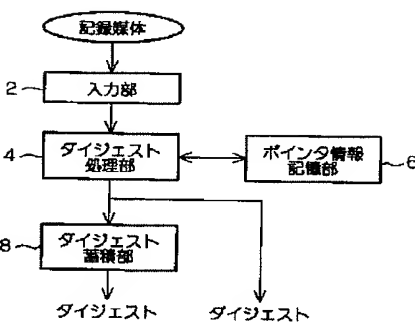 記録媒体
2
入力部
4
ダイジェスト
処理部
ポインタ情報
記憶部
6
8
ダイジェスト
蓄積部
ダイジェスト
ダイジェスト